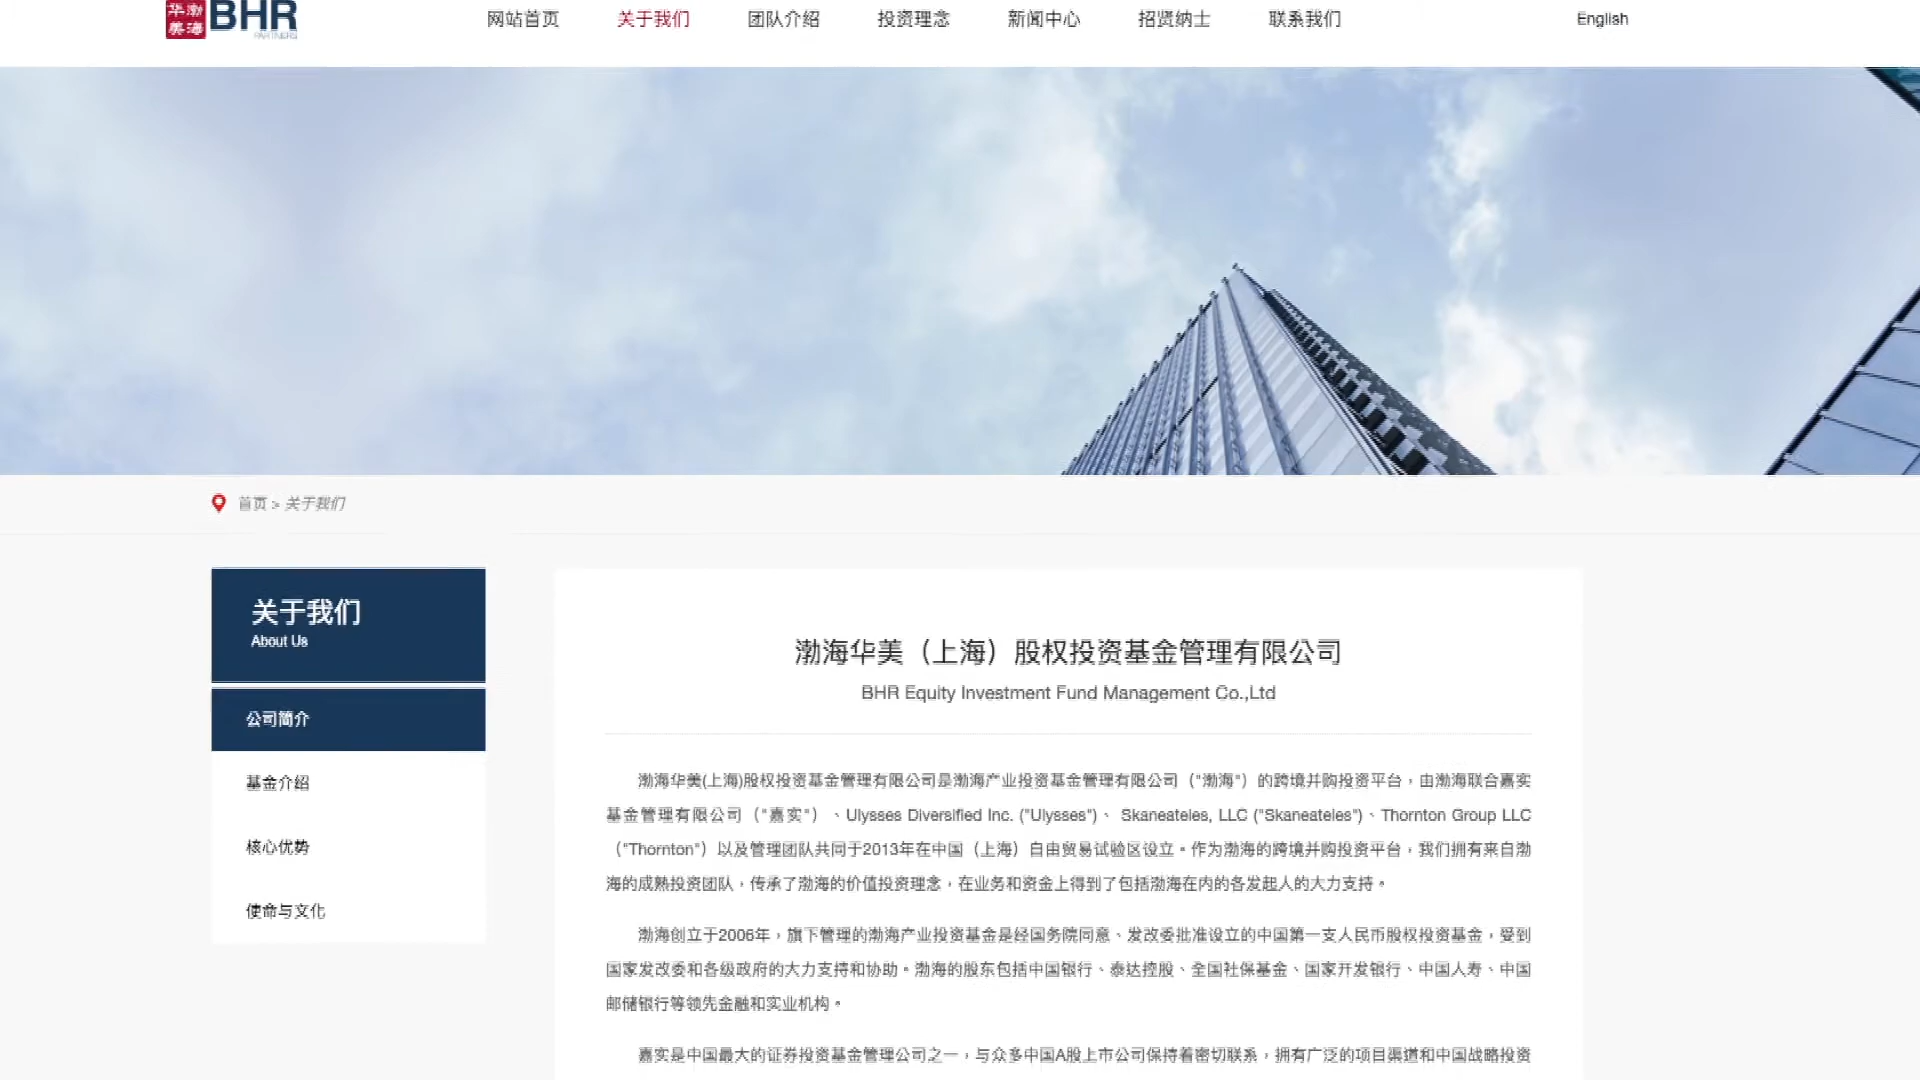 华渤
美海
BHR
PARTNERS
网站首页 关于我们 团队介绍 投资理念 新闻中心 招贤纳士 联系我们 English
首页 > 关于我们
关于我们
About Us
公司简介
基金介绍
核心优势
使命与文化
渤海华美（上海）股权投资基金管理有限公司
BHR Equity Investment Fund Management Co.,Ltd
渤海华美(上海)股权投资基金管理有限公司是渤海产业投资基金管理有限公司（"渤海"）的跨境并购投资平台，由渤海联合嘉实
基金管理有限公司（"嘉实"）、Ulysses Diversified Inc. ("Ulysses")、 Skaneateles, LLC ("Skaneateles")、Thornton Group LLC
（"Thornton"）以及管理团队共同于2013年在中国（上海）自由贸易试验区设立。作为渤海的跨境并购投资平台，我们拥有来自渤
海的成熟投资团队，传承了渤海的价值投资理念，在业务和资金上得到了包括渤海在内的各发起人的大力支持。
渤海创立于2006年，旗下管理的渤海产业投资基金是经国务院同意、发改委批准设立的中国第一支人民币股权投资基金，受到
国家发改委和各级政府的大力支持和协助。渤海的股东包括中国银行、泰达控股、全国社保基金、国家开发银行、中国人寿、中国
邮储银行等领先金融和实业机构。
嘉实是中国最大的证券投资基金管理公司之一，与众多中国A股上市公司保持着密切联系，拥有广泛的项目渠道和中国战略投资